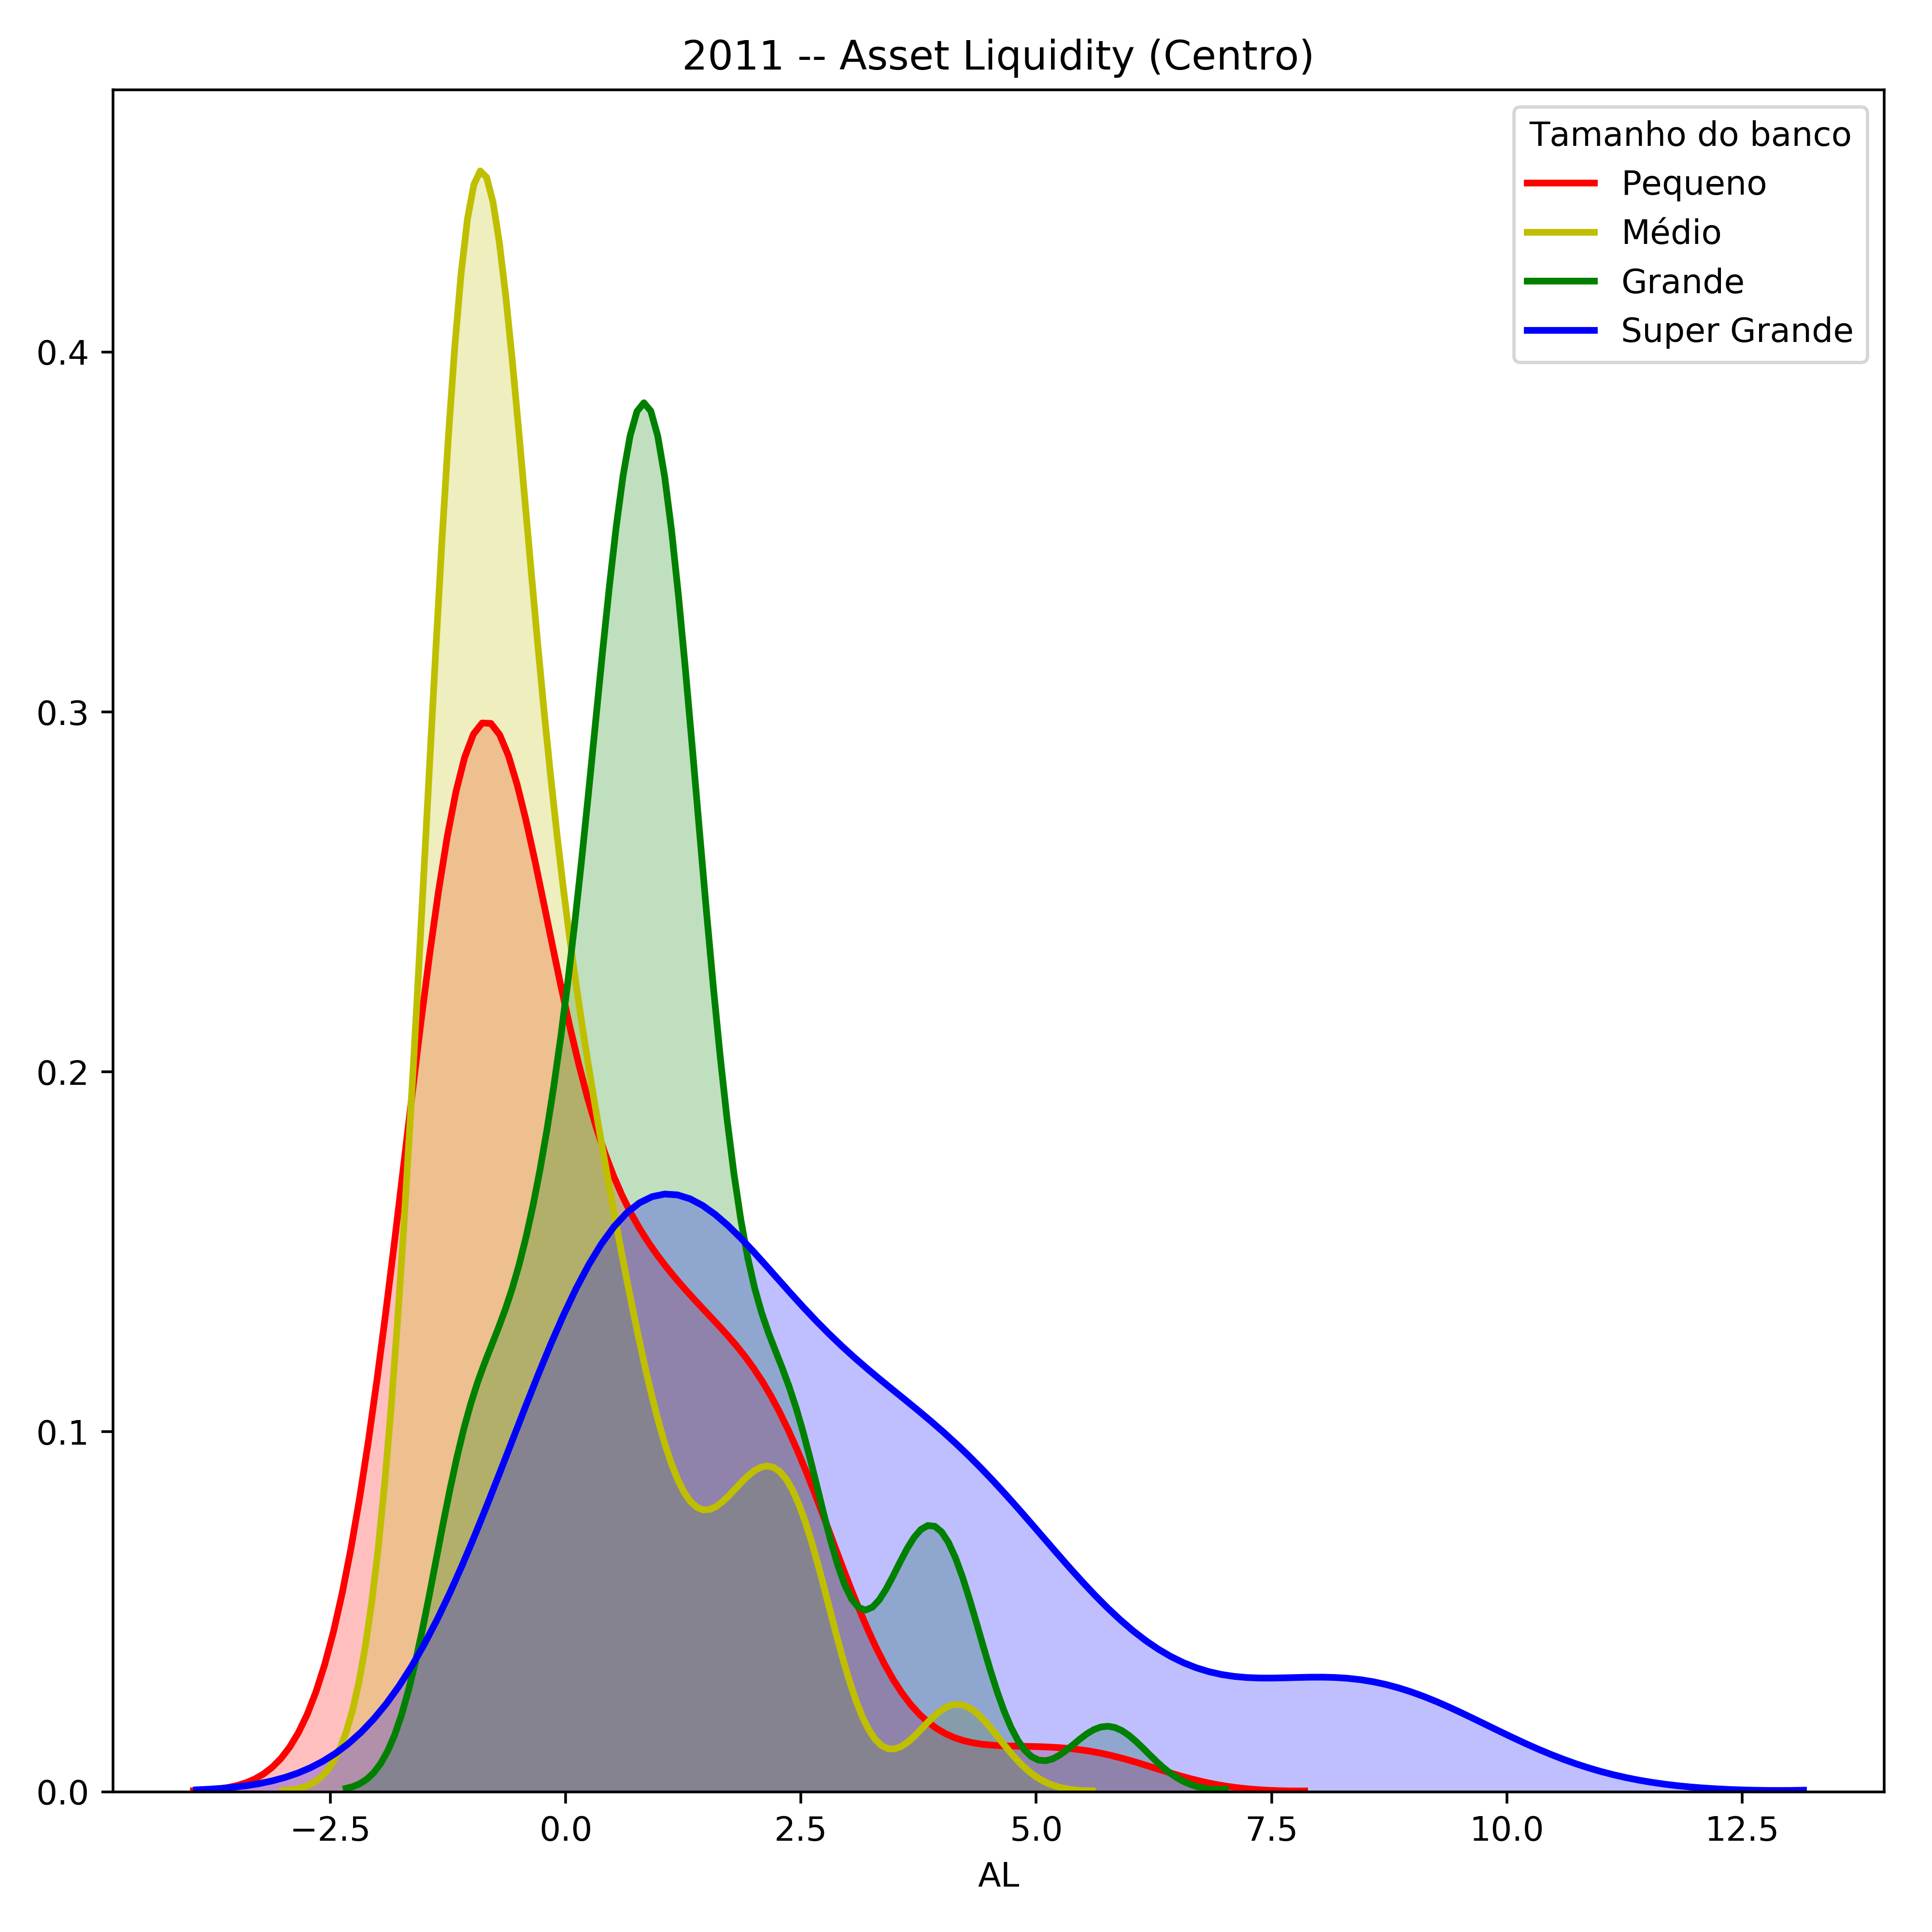 2011 -- Asset Liquidity (Centro)
Tamanho do banco
Pequeno
Médio
Grande
Super Grande
0.4
0.3
0.2
0.1
0.0
−2.5 0.0 2.5 5.0 7.5 10.0 12.5
AL